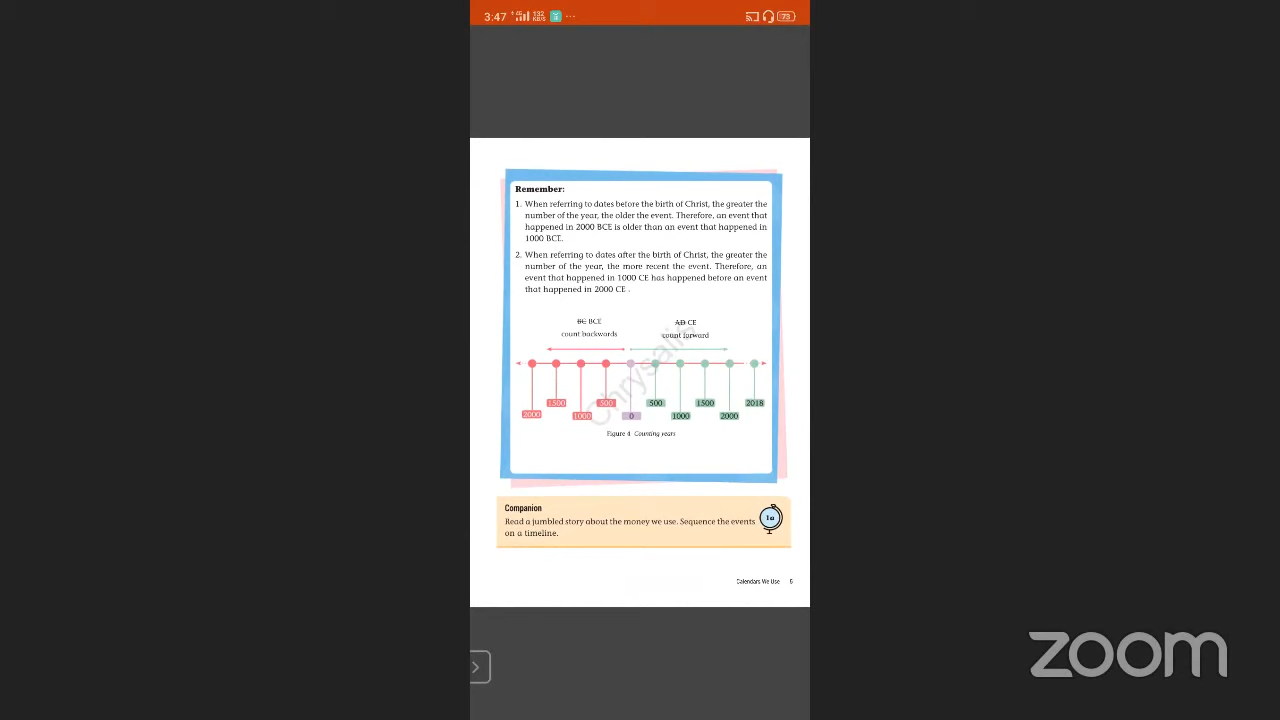 3:47 132 KB/S ... 73
Remember:
1. When referring to dates before the birth of Christ, the greater the
number of the year, the older the event. Therefore, an event that
happened in 2000 BCE is older than an event that happened in
1000 BCE.
2. When referring to dates after the birth of Christ, the greater the
number of the year, the more recent the event. Therefore, an
event that happened in 1000 CE has happened before an event
that happened in 2000 CE .
BC BCE AD CE
count backwards count forward
Chrysalis
1500 500 500 1500 2018
2000 1000 0 1000 2000
Figure 4 Counting years
Companion
Read a jumbled story about the money we use. Sequence the events
on a timeline.
1a
Calendars We Use 5
zoom